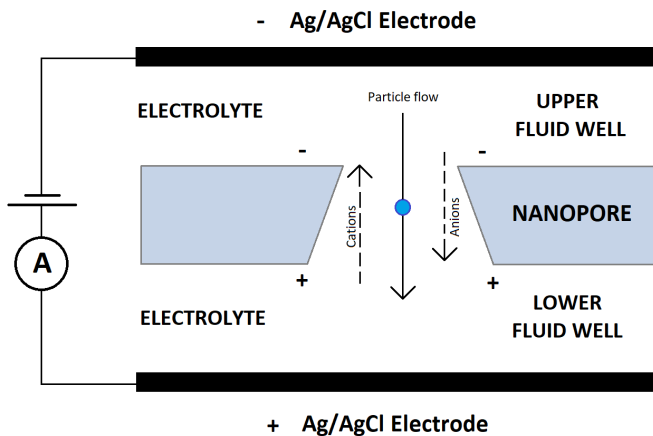 - Ag/AgCl Electrode
Particle flow
ELECTROLYTE
UPPER
FLUID WELL
- -
Cations
Anions
NANOPORE
A
+ +
ELECTROLYTE
LOWER
FLUID WELL
+ Ag/AgCl Electrode